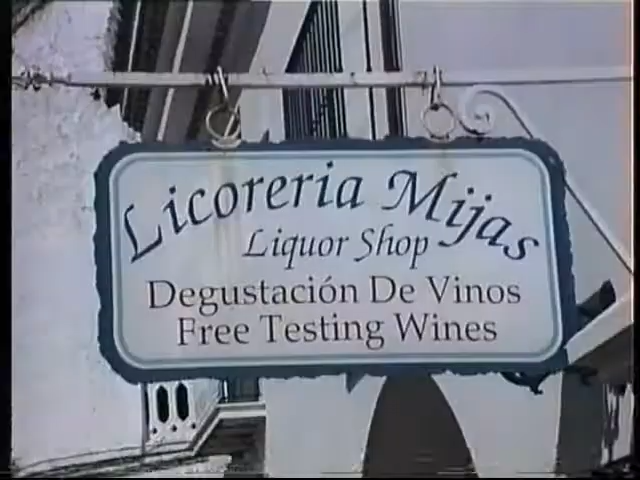 Licoreria Mijas
Liquor Shop
Degustación De Vinos
Free Testing Wines